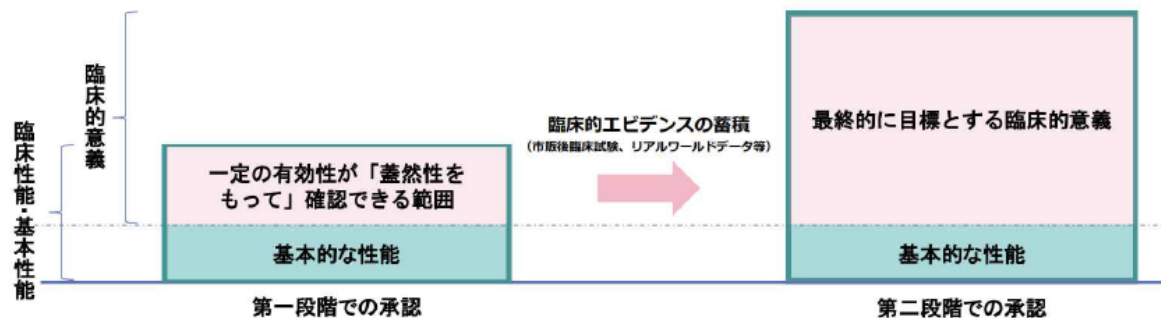 臨床性能・基本性能
臨床的意義
一定の有効性が「蓋然性を
もって」確認できる範囲
基本的な性能
第一段階での承認
臨床的エビデンスの蓄積
（市販後臨床試験、リアルワールドデータ等）
最終的に目標とする臨床的意義
基本的な性能
第二段階での承認